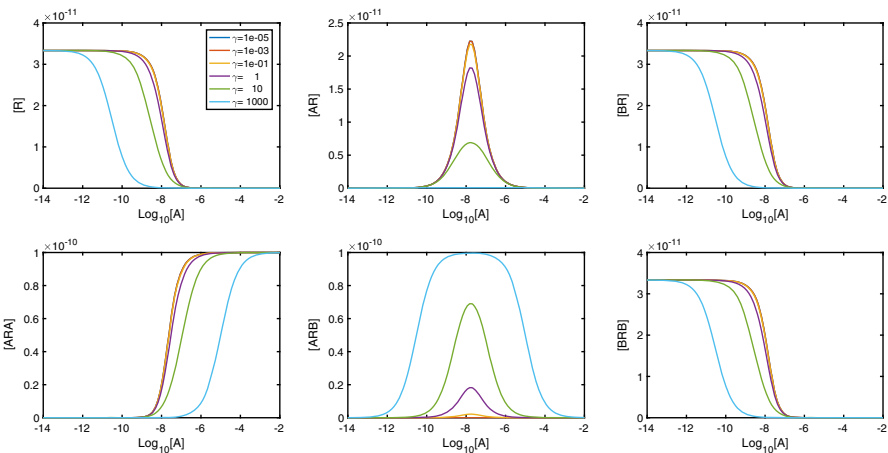 ×10⁻¹¹
[R]
4
3
2
1
0
γ=1e-05
γ=1e-03
γ=1e-01
γ= 1
γ= 10
γ= 1000
-14 -12 -10 -8 -6 -4 -2
Log₁₀[A]
×10⁻¹¹
[AR]
2.5
2
1.5
1
0.5
0
-14 -12 -10 -8 -6 -4 -2
Log₁₀[A]
×10⁻¹¹
[BR]
4
3
2
1
0
-14 -12 -10 -8 -6 -4 -2
Log₁₀[A]
×10⁻¹⁰
[ARA]
1
0.8
0.6
0.4
0.2
0
-14 -12 -10 -8 -6 -4 -2
Log₁₀[A]
×10⁻¹⁰
[ARB]
1
0.8
0.6
0.4
0.2
0
-14 -12 -10 -8 -6 -4 -2
Log₁₀[A]
×10⁻¹¹
[BRB]
4
3
2
1
0
-14 -12 -10 -8 -6 -4 -2
Log₁₀[A]